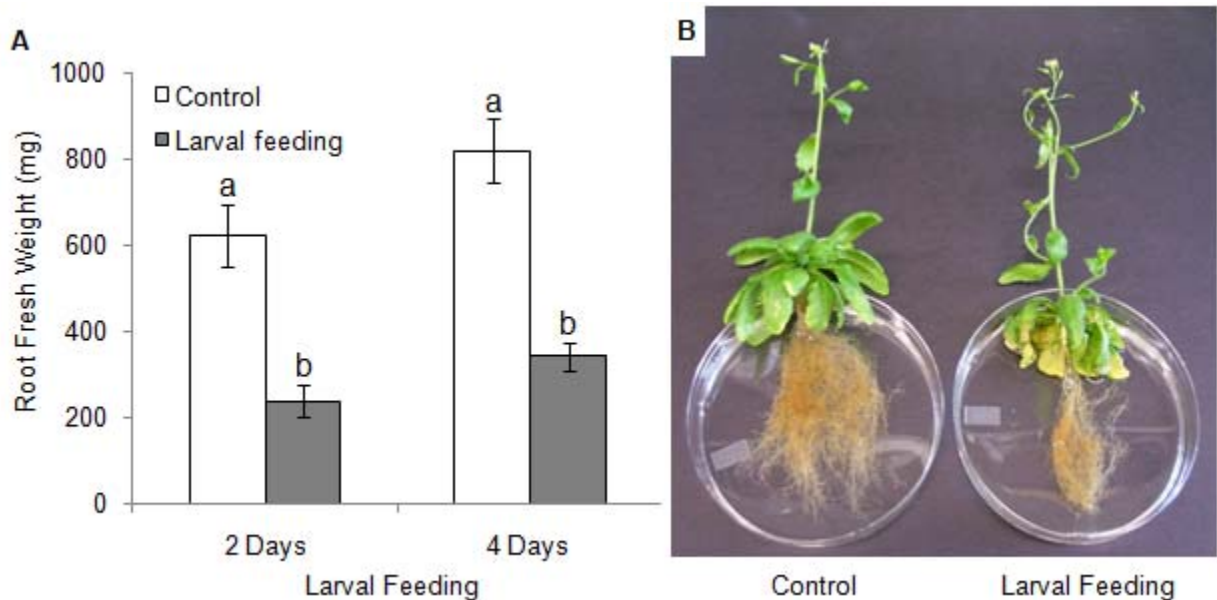 A
1000
800
600
400
200
0
Root Fresh Weight (mg)
Control
Larval feeding
a
b
a
b
2 Days
4 Days
Larval Feeding
B
Control
Larval Feeding